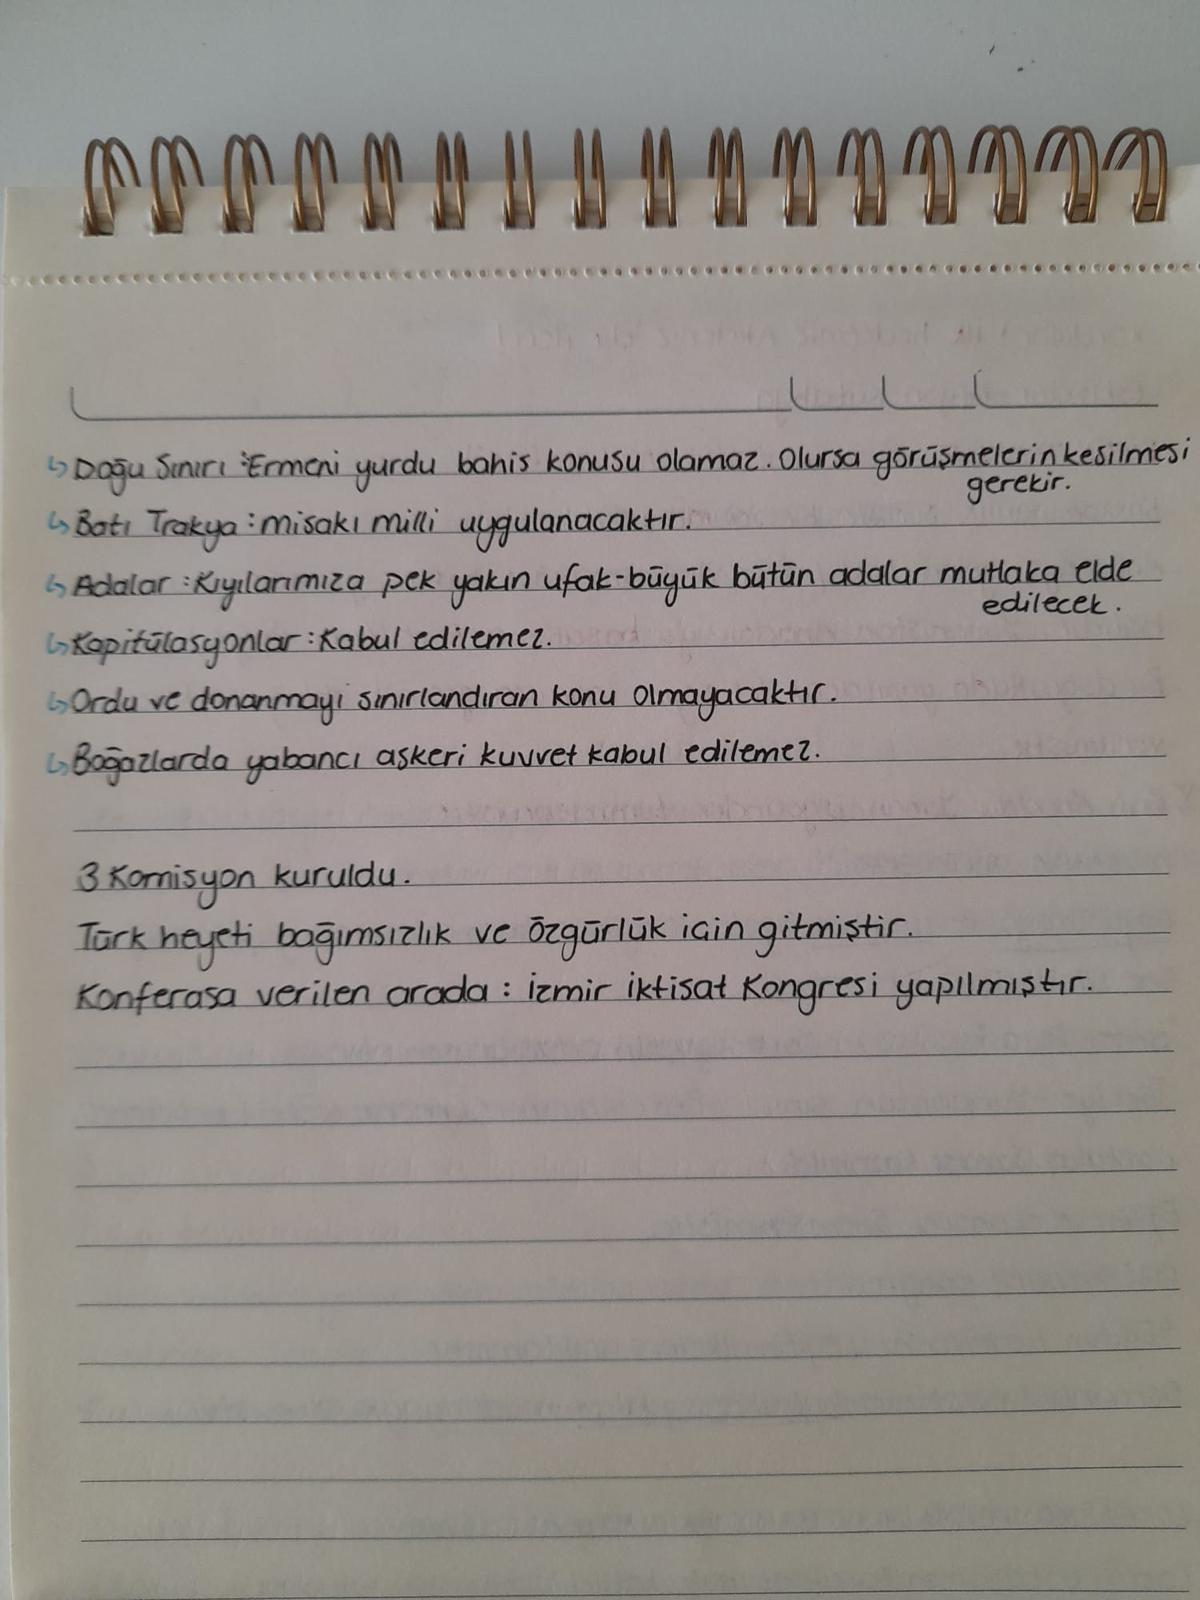 ↳ Doğu Sınırı : Ermeni yurdu bahis konusu olamaz. Olursa görüşmelerin kesilmesi
gerekir.
↳ Batı Trakya : misakı milli uygulanacaktır.
↳ Adalar : Kıyılarımıza pek yakın ufak-büyük bütün adalar mutlaka elde
edilecek.
↳ Kapitülasyonlar : Kabul edilemez.
↳ Ordu ve donanmayı sınırlandıran konu olmayacaktır.
↳ Boğazlarda yabancı askeri kuvvet kabul edilemez.
3 Komisyon kuruldu.
Türk heyeti bağımsızlık ve özgürlük icin gitmiştir.
Konferasa verilen arada : izmir iktisat Kongresi yapılmıştır.